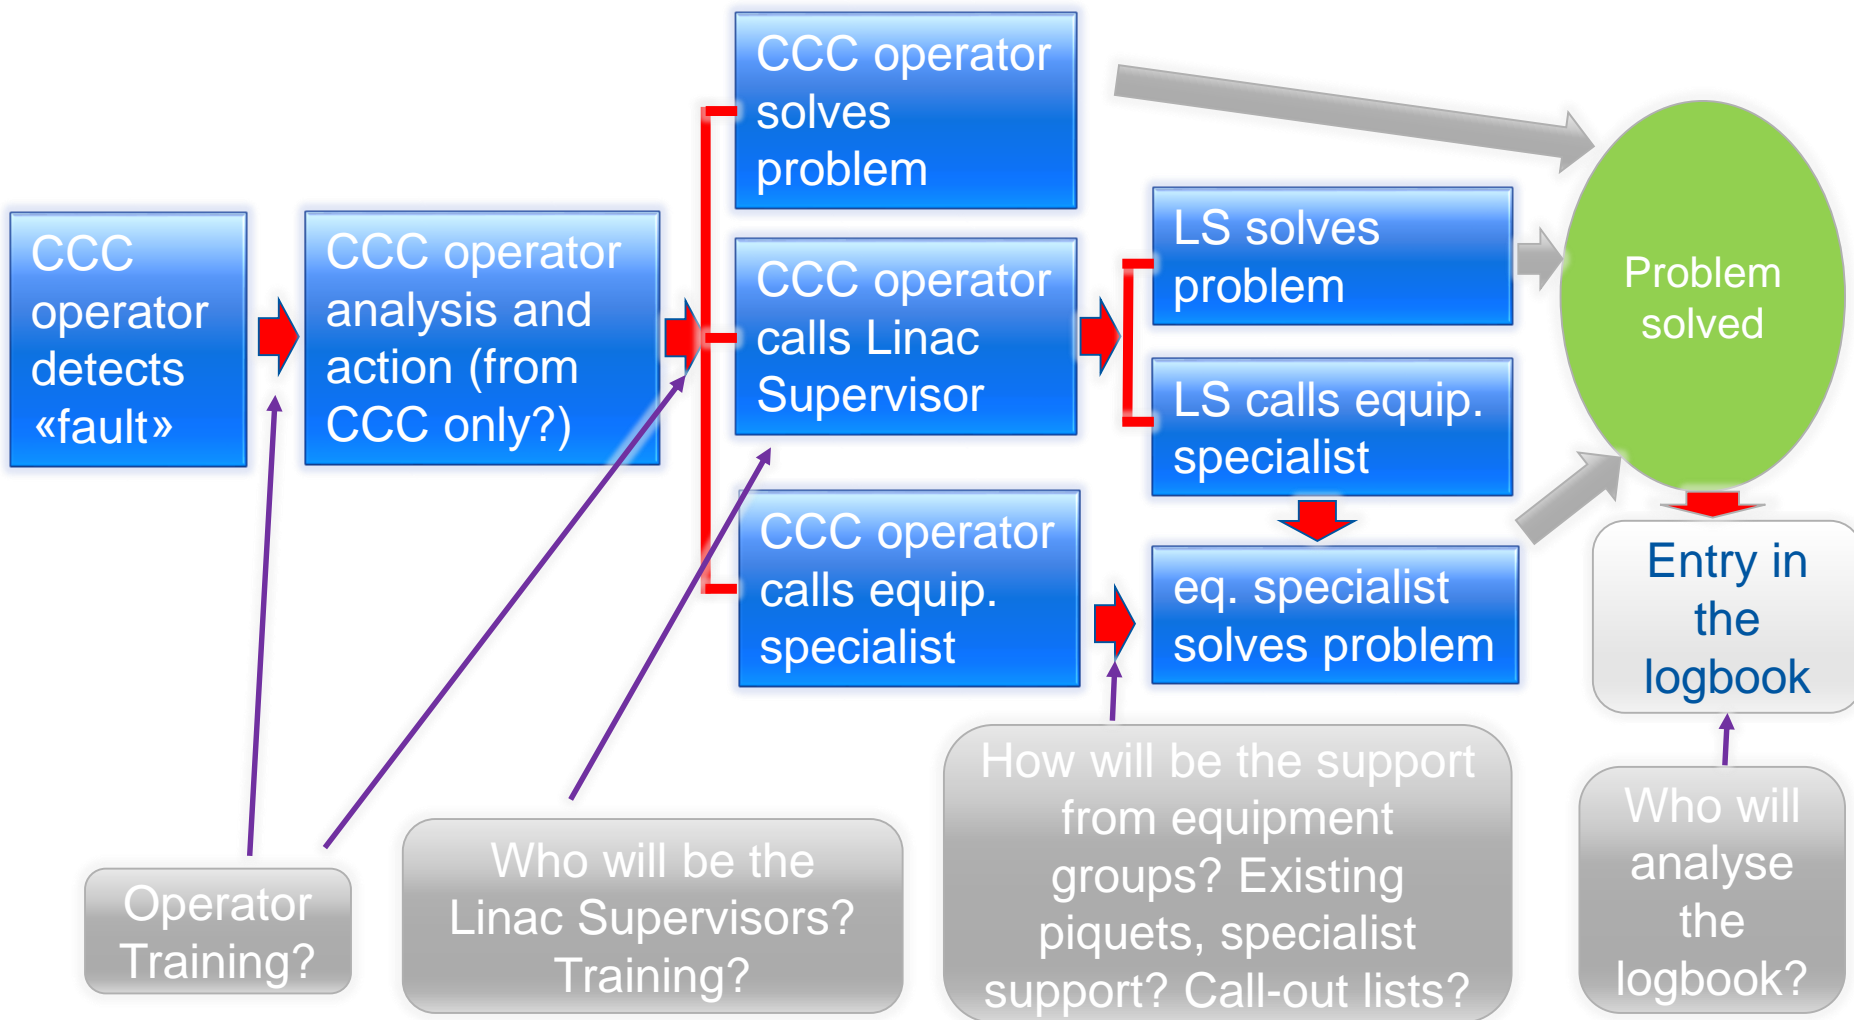 CCC
operator
detects
«fault»
CCC operator
analysis and
action (from
CCC only?)
CCC operator
solves
problem
CCC operator
calls Linac
Supervisor
CCC operator
calls equip.
specialist
LS solves
problem
LS calls equip.
specialist
eq. specialist
solves problem
Problem
solved
Entry in
the
logbook
Operator
Training?
Who will be the
Linac Supervisors?
Training?
How will be the support
from equipment
groups? Existing
piquets, specialist
support? Call-out lists?
Who will
analyse
the
logbook?